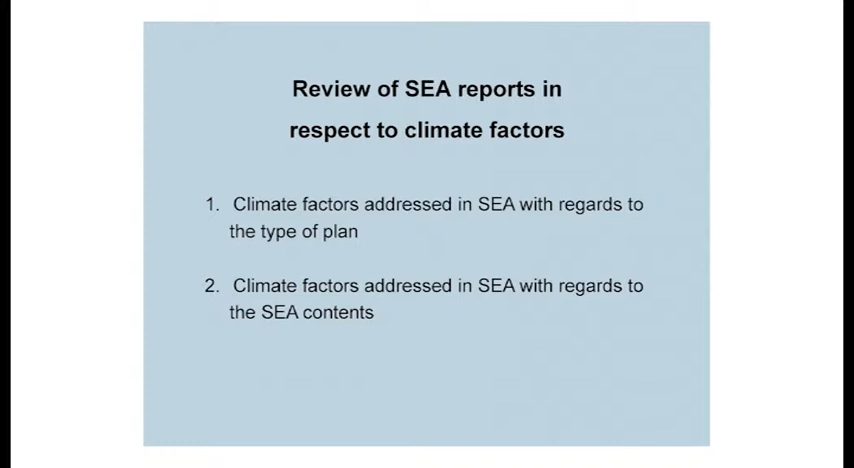 Review of SEA reports in
respect to climate factors
1. Climate factors addressed in SEA with regards to
the type of plan
2. Climate factors addressed in SEA with regards to
the SEA contents